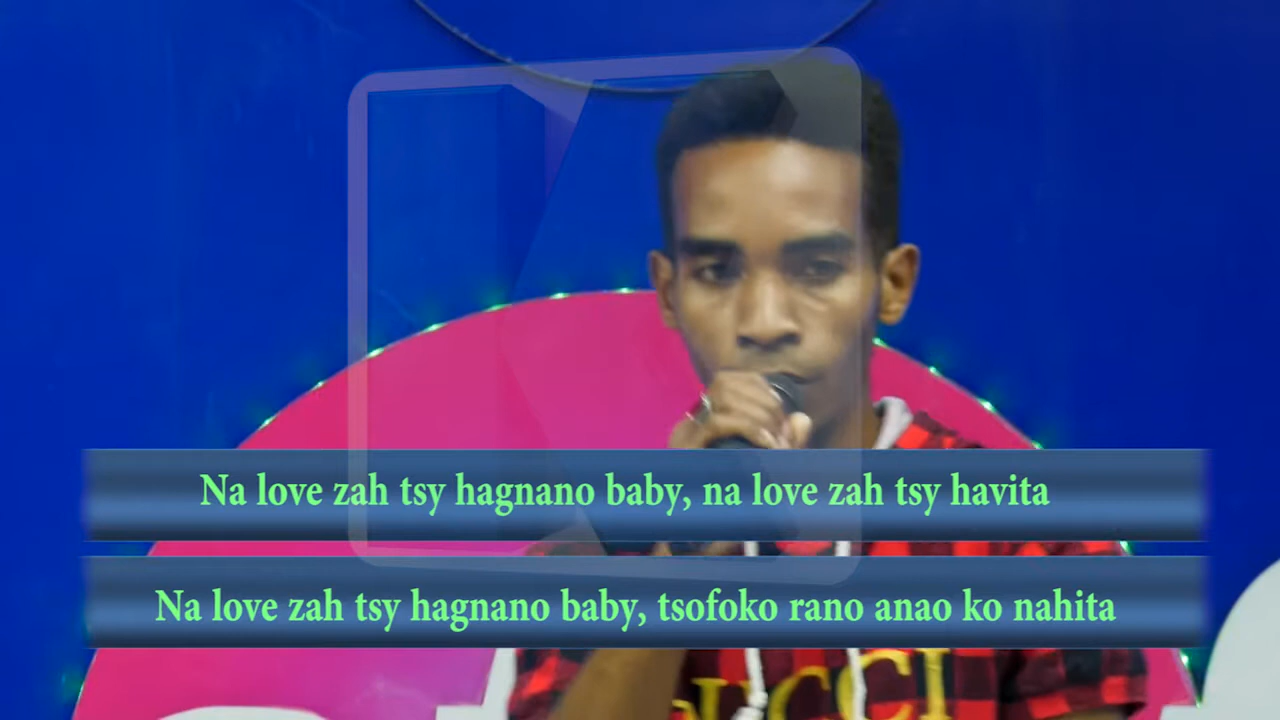 Na love zah tsy hagnano baby, na love zah tsy havita
Na love zah tsy hagnano baby, tsofoko rano anao ko nahita